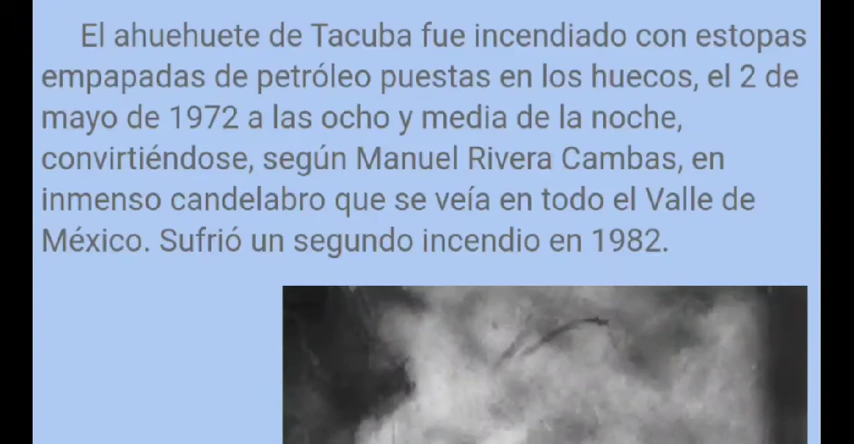 El ahuehuete de Tacuba fue incendiado con estopas
empapadas de petróleo puestas en los huecos, el 2 de
mayo de 1972 a las ocho y media de la noche,
convirtiéndose, según Manuel Rivera Cambas, en
inmenso candelabro que se veía en todo el Valle de
México. Sufrió un segundo incendio en 1982.